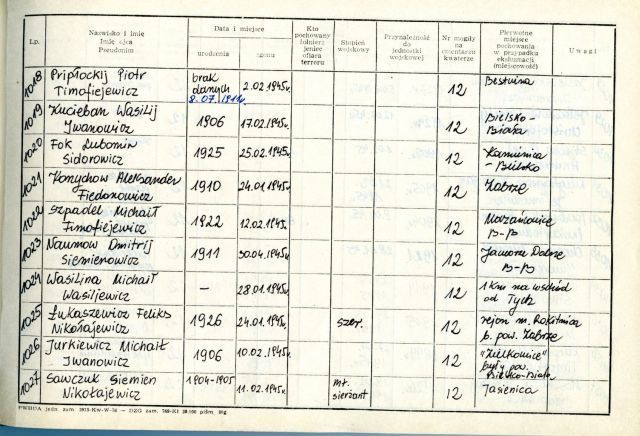 L.p.
Nazwisko i imię
Imię ojca
Pseudonim
Data i miejsce
urodzenia
zgonu
Kto
pochowany
żołnierz
jeniec
ofiara
terroru
Stopień
wojskowy
Przynależność
do
jednostki
wojskowej
Nr mogiły
na
cmentarzu
kwaterze
Pierwotne
miejsce
pochowania
w przypadku
ekshumacji
(miejscowość)
Uwagi
1018 Pripłockij Piotr brak 2.02.1945r. 12 Bestwina
Timofiejewicz danych
8.07.1911r.
1019 Kucieban Wasilij 1906 17.02.1945r. 12 Bielsko-
Iwanowicz Biała
1020 Fok Lubomin 1925 25.02.1945r. 12 Kamienica
Sidorowicz - Bielsko
1021 Konychow Aleksander 1910 24.01.1945r. 12 Zabrze
Fiedorowicz
1022 Szpadel Michaił 1922 12.02.1945r. 12
Timofiejewicz B-B
1023 Naumow Dmitrij 1911 30.04.1945r. 12 Jaworze Dolne
Siemienowicz B-B
1024 Wasilina Michaił — 28.01.1945r. 12 1 km na wschód
Wasiljewicz od Tych
1025 Łukaszewicz Feliks 1926 24.01.1945r. szer. 12 rejon m. Rokitnica
Nikołajewicz b. pow. Zabrze
1026 Jurkiewicz Michaił 1906 10.02.1945r. 12
Iwanowicz były pow.
Bielsko-Biała
1027 Sawczuk Siemien 1904-1905 11.02.1945r. mł. 12 Jasienica
Nikołajewicz sierżant